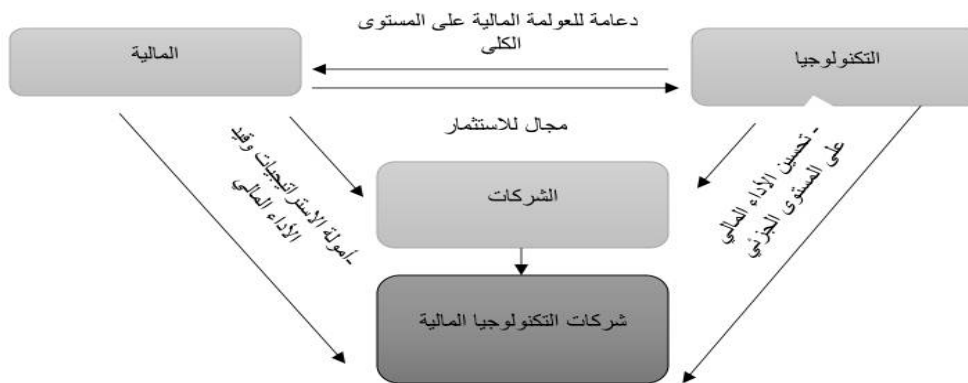 دعامة للعولمة المالية على المستوى
الكلى
المالية
التكنولوجيا
مجال للاستثمار
-أمولة الاستراتيجيات وقيد
الأداء المالي
- تحسين الأداء المالي
على المستوى الجزئي
الشركات
شركات التكنولوجيا المالية